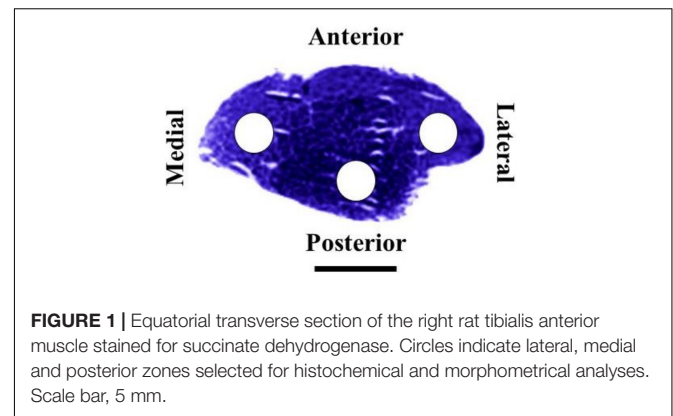 Anterior
Medial
Lateral
Posterior
FIGURE 1 | Equatorial transverse section of the right rat tibialis anterior
muscle stained for succinate dehydrogenase. Circles indicate lateral, medial
and posterior zones selected for histochemical and morphometrical analyses.
Scale bar, 5 mm.